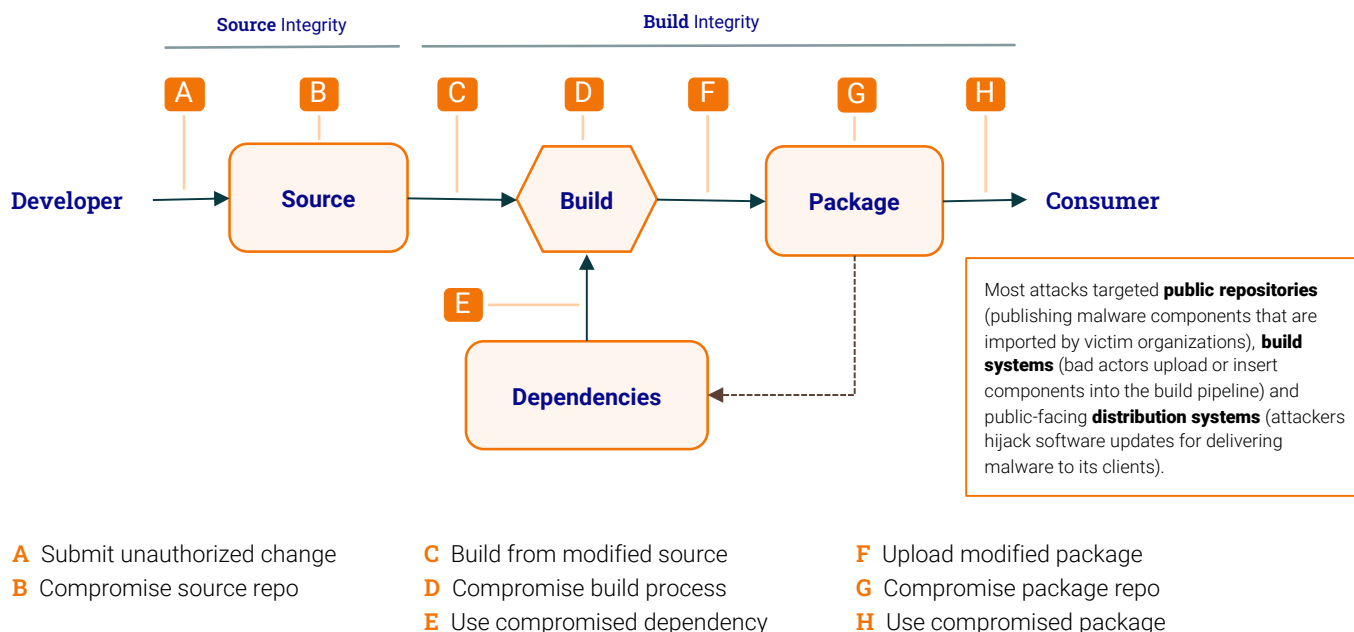 Source Integrity
Build Integrity
A
B
C
D
F
G
H
Developer
Source
Build
Package
Consumer
E
Dependencies
Most attacks targeted public repositories
(publishing malware components that are
imported by victim organizations), build
systems (bad actors upload or insert
components into the build pipeline) and
public-facing distribution systems (attackers
hijack software updates for delivering
malware to its clients).
A Submit unauthorized change
B Compromise source repo
C Build from modified source
D Compromise build process
E Use compromised dependency
F Upload modified package
G Compromise package repo
H Use compromised package